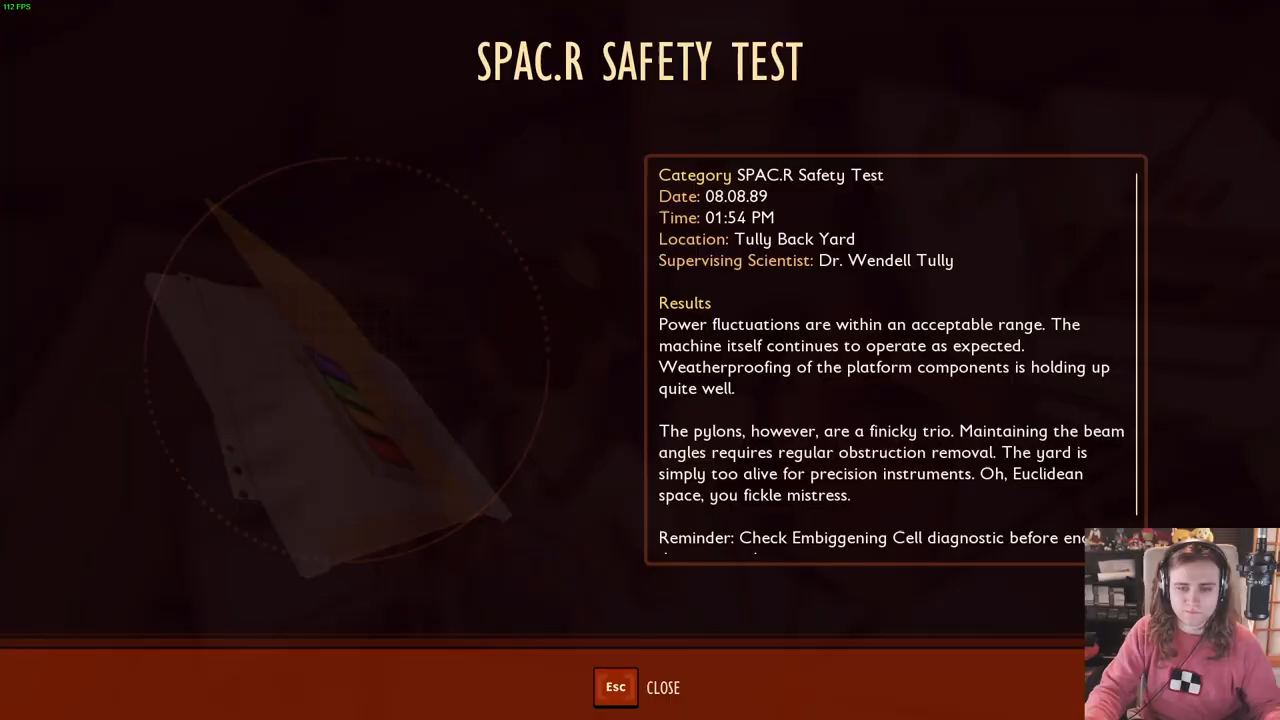 112 FPS
SPAC.R SAFETY TEST
Category SPAC.R Safety Test
Date: 08.08.89
Time: 01:54 PM
Location: Tully Back Yard
Supervising Scientist: Dr. Wendell Tully
Results
Power fluctuations are within an acceptable range. The
machine itself continues to operate as expected.
Weatherproofing of the platform components is holding up
quite well.
The pylons, however, are a finicky trio. Maintaining the beam
angles requires regular obstruction removal. The yard is
simply too alive for precision instruments. Oh, Euclidean
space, you fickle mistress.
Reminder: Check Embiggening Cell diagnostic before
Esc CLOSE